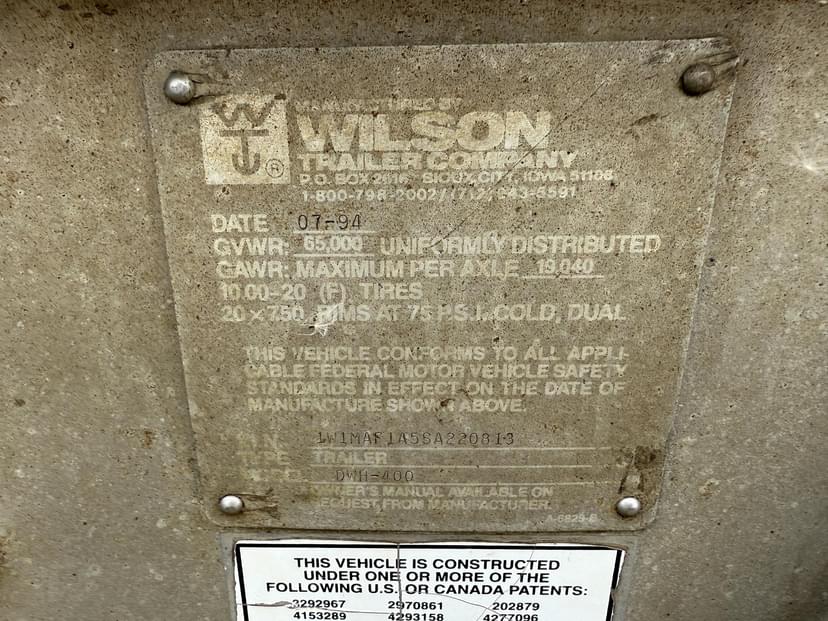 WTC ®
MANUFACTURED BY
WILSON
TRAILER COMPANY
P.O. BOX SIOUX CITY, IOWA 51106
1-800-798-2002 / (712)
DATE 07-94
GVWR: 65,000 UNIFORMLY DISTRIBUTED
GAWR: MAXIMUM PER AXLE 19,040
10.00-20 (F) TIRES
20 x 7.50 RIMS AT 75 P.S.I. COLD, DUAL
THIS VEHICLE CONFORMS TO ALL APPLI-
CABLE FEDERAL MOTOR VEHICLE SAFETY
STANDARDS IN EFFECT ON THE DATE OF
MANUFACTURE SHOWN ABOVE.
1W1MAF1A5SA220813
TYPE TRAILER
DWH-400
OWNER'S MANUAL AVAILABLE ON
REQUEST FROM MANUFACTURER.
THIS VEHICLE IS CONSTRUCTED
UNDER ONE OR MORE OF THE
FOLLOWING U.S. OR CANADA PATENTS:
3292967 2970861 202879
4153289 4293158 4277096